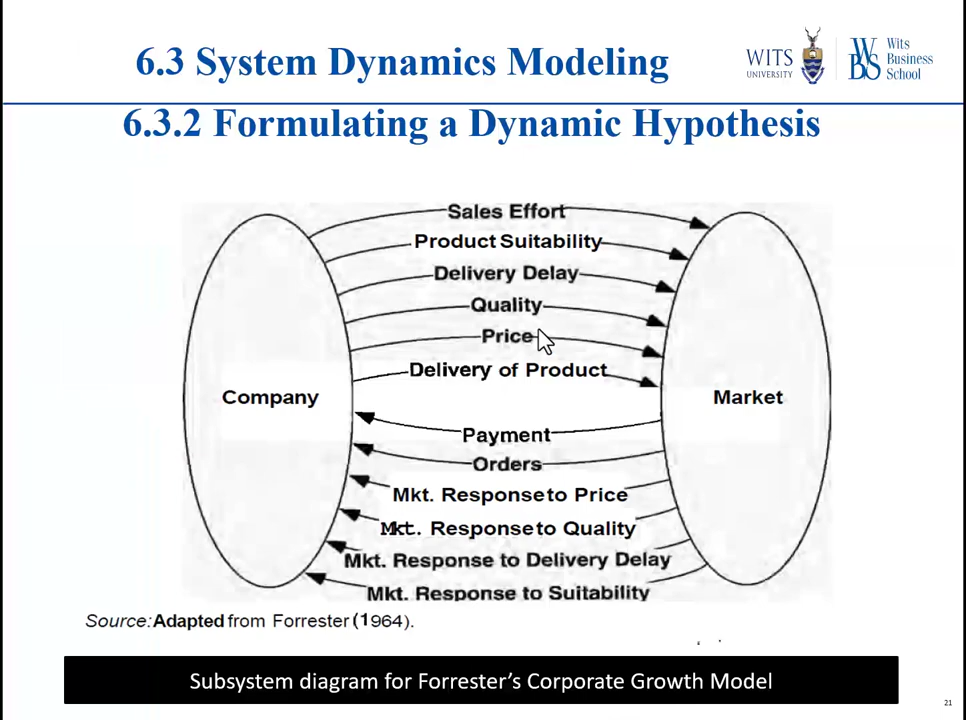 6.3 System Dynamics Modeling
WITS
UNIVERSITY
WBS
Wits
Business
School
6.3.2 Formulating a Dynamic Hypothesis
Sales Effort
Product Suitability
Delivery Delay
Quality
Price
Delivery of Product
Company
Market
Payment
Orders
Mkt. Response to Price
Mkt. Response to Quality
Mkt. Response to Delivery Delay
Mkt. Response to Suitability
Source: Adapted from Forrester (1964).
Subsystem diagram for Forrester’s Corporate Growth Model
21